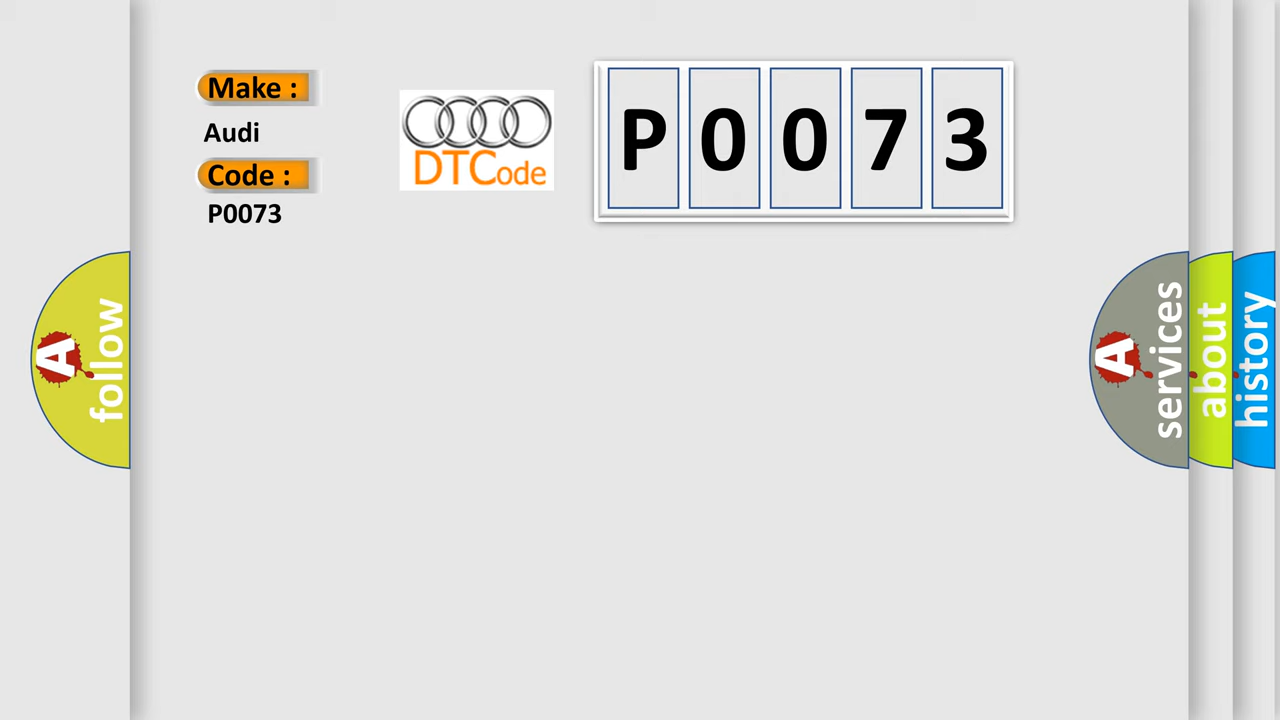 Make :
Audi
Code :
P0073
DTCode
P0073
A follow
A services
about
history